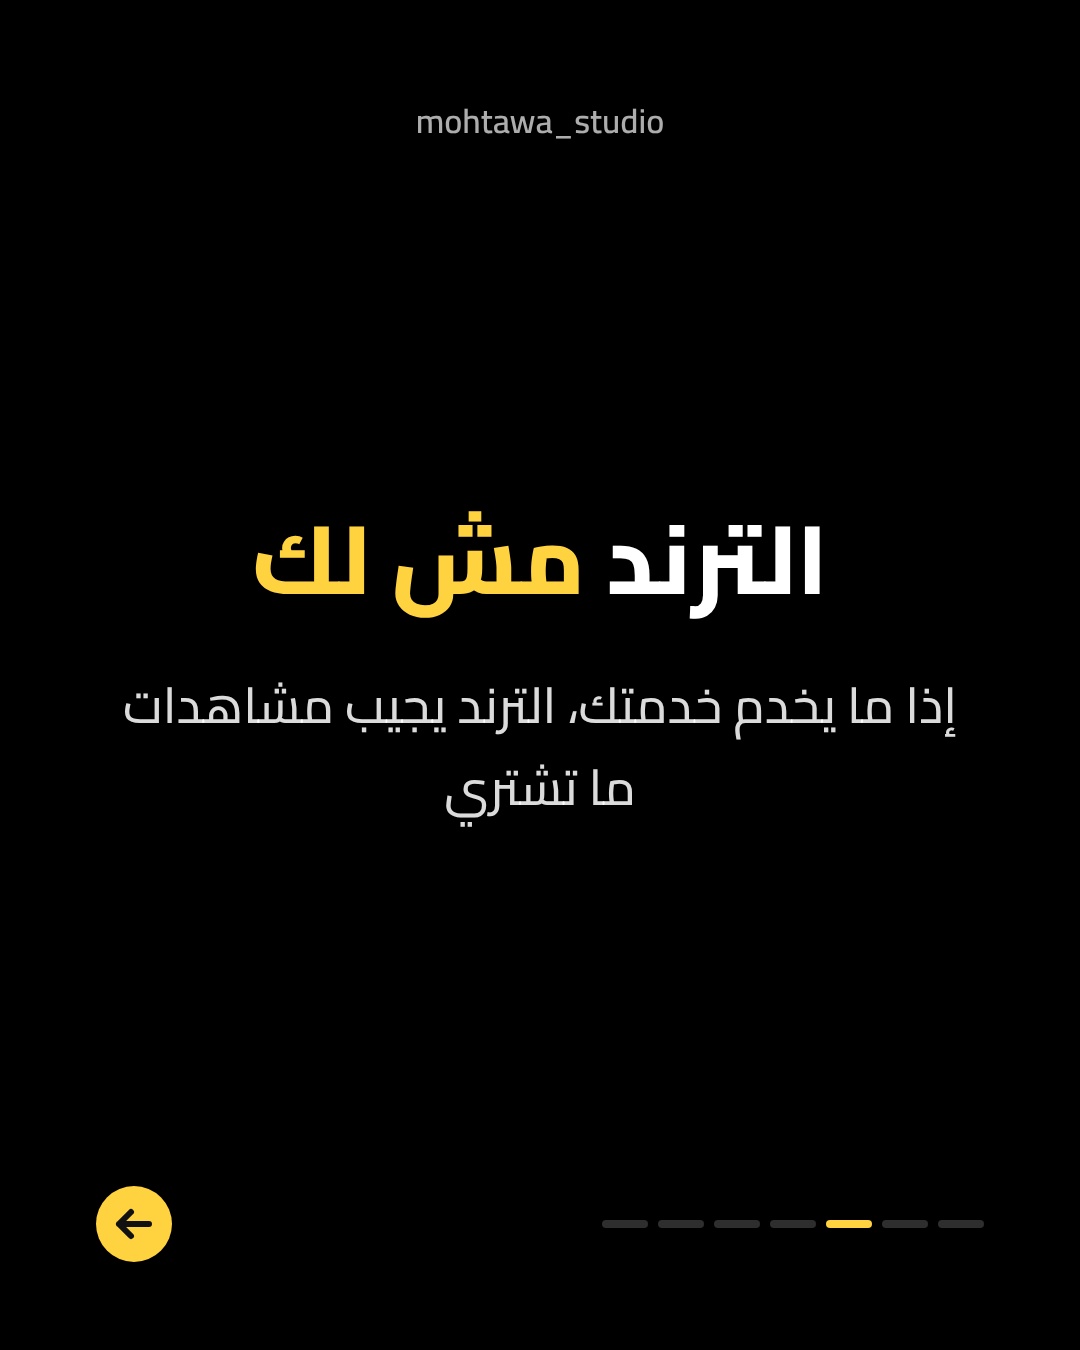 mohtawa_studio
الترند مش لك
إذا ما يخدم خدمتك، الترند يجيب مشاهدات
ما تشتري